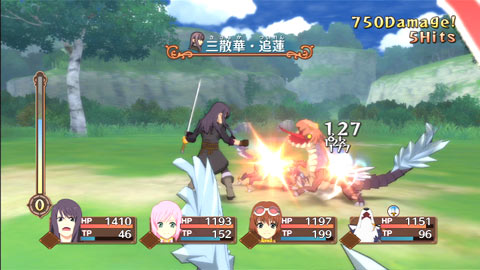 750Damage!
5Hits
三散華・追蓮
127
177
0
HP 1410
TP 46
HP 1193
TP 152
HP 1197
TP 199
HP 1151
TP 96